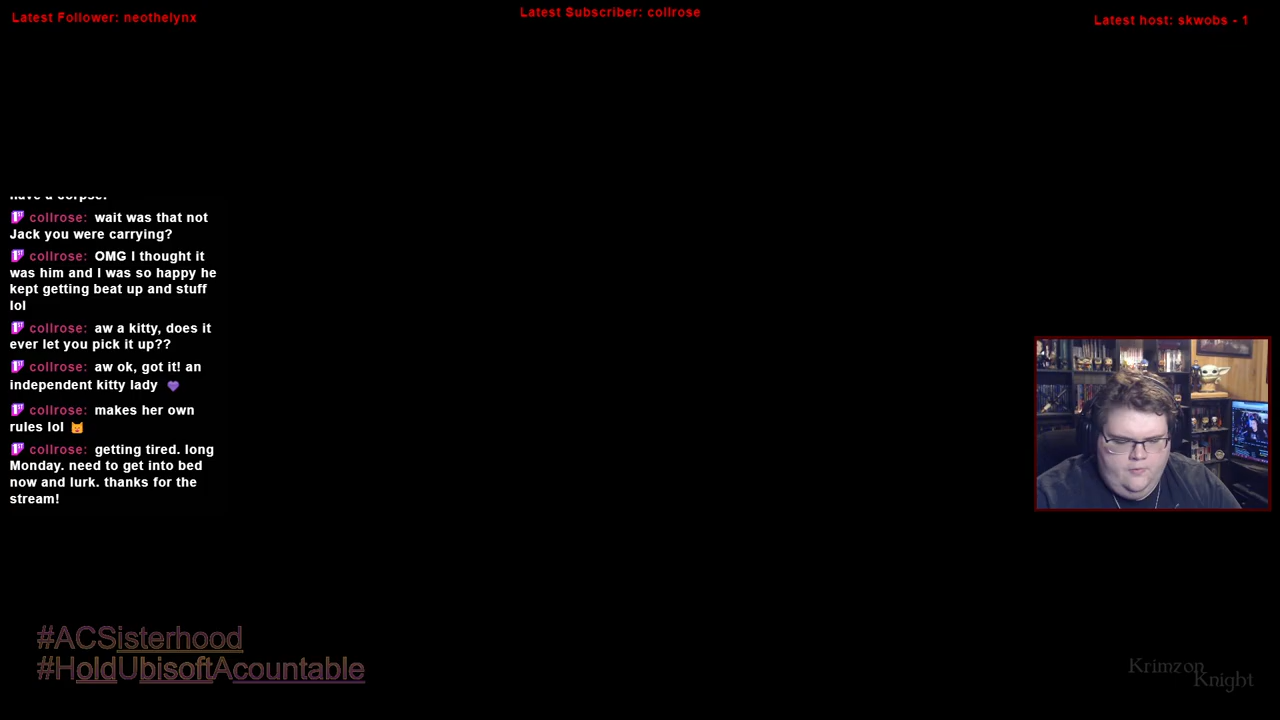 Latest Follower: neothelynx
Latest Subscriber: collrose
Latest host: skwobs - 1
have a corpse!
collrose: wait was that not
Jack you were carrying?
collrose: OMG I thought it
was him and I was so happy he
kept getting beat up and stuff
lol
collrose: aw a kitty, does it
ever let you pick it up??
collrose: aw ok, got it! an
independent kitty lady
collrose: makes her own
rules lol
collrose: getting tired. long
Monday. need to get into bed
now and lurk. thanks for the
stream!
#ACSisterhood
#HoldUbisoftAcountable
Krimzon
Knight